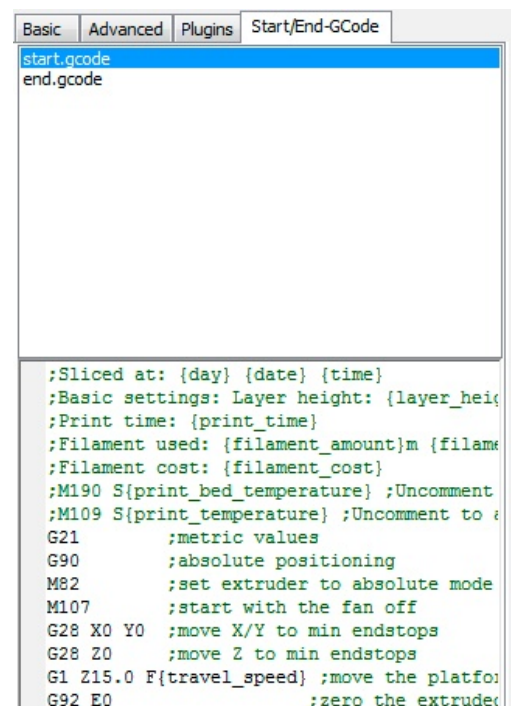 Basic Advanced Plugins Start/End-GCode
start.gcode
end.gcode
;Sliced at: {day} {date} {time}
;Basic settings: Layer height: {layer_heig
;Print time: {print_time}
;Filament used: {filament_amount}m {filame
;Filament cost: {filament_cost}
;M190 S{print_bed_temperature} ;Uncomment
;M109 S{print_temperature} ;Uncomment to a
G21 ;metric values
G90 ;absolute positioning
M82 ;set extruder to absolute mode
M107 ;start with the fan off
G28 X0 Y0 ;move X/Y to min endstops
G28 Z0 ;move Z to min endstops
G1 Z15.0 F{travel_speed} ;move the platfor
G92 E0 ;zero the extruded